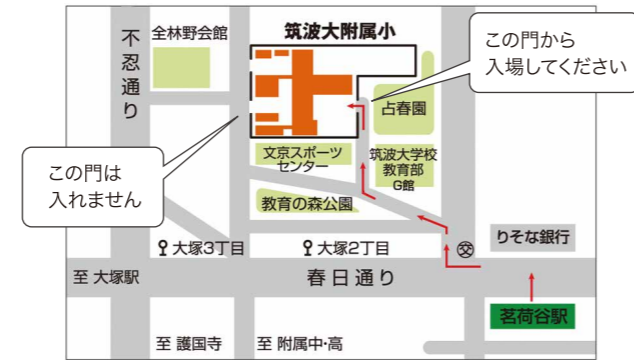 不忍通り
全林野会館
筑波大附属小
この門から
入場してください
占春園
この門は
入れません
文京スポーツ
センター
筑波大学校
教育部
G館
教育の森公園
大塚3丁目
大塚2丁目
交
りそな銀行
至 大塚駅
春日通り
茗荷谷駅
至 護国寺
至 附属中・高